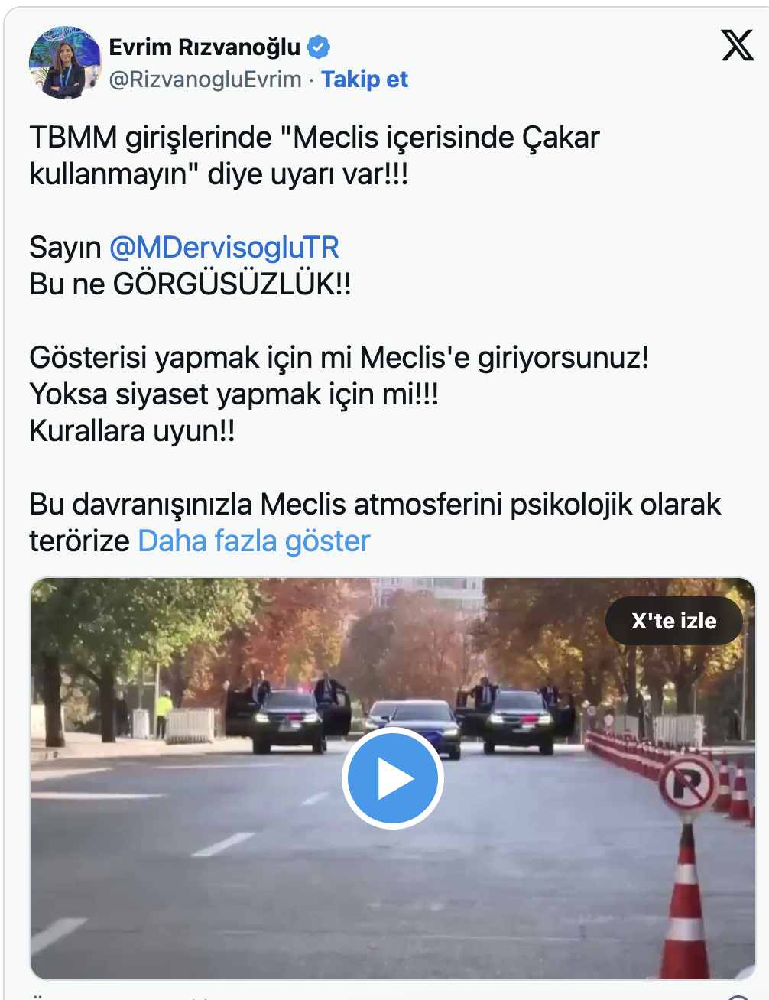 Evrim Rızvanoğlu
@RizvanogluEvrim · Takip et
TBMM girişlerinde "Meclis içerisinde Çakar
kullanmayın" diye uyarı var!!!
Sayın @MDervisogluTR
Bu ne GÖRGÜSÜZLÜK!!
Gösterisi yapmak için mi Meclis'e giriyorsunuz!
Yoksa siyaset yapmak için mi!!!
Kurallara uyun!!
Bu davranışınızla Meclis atmosferini psikolojik olarak
terörize Daha fazla göster
X'te izle
P